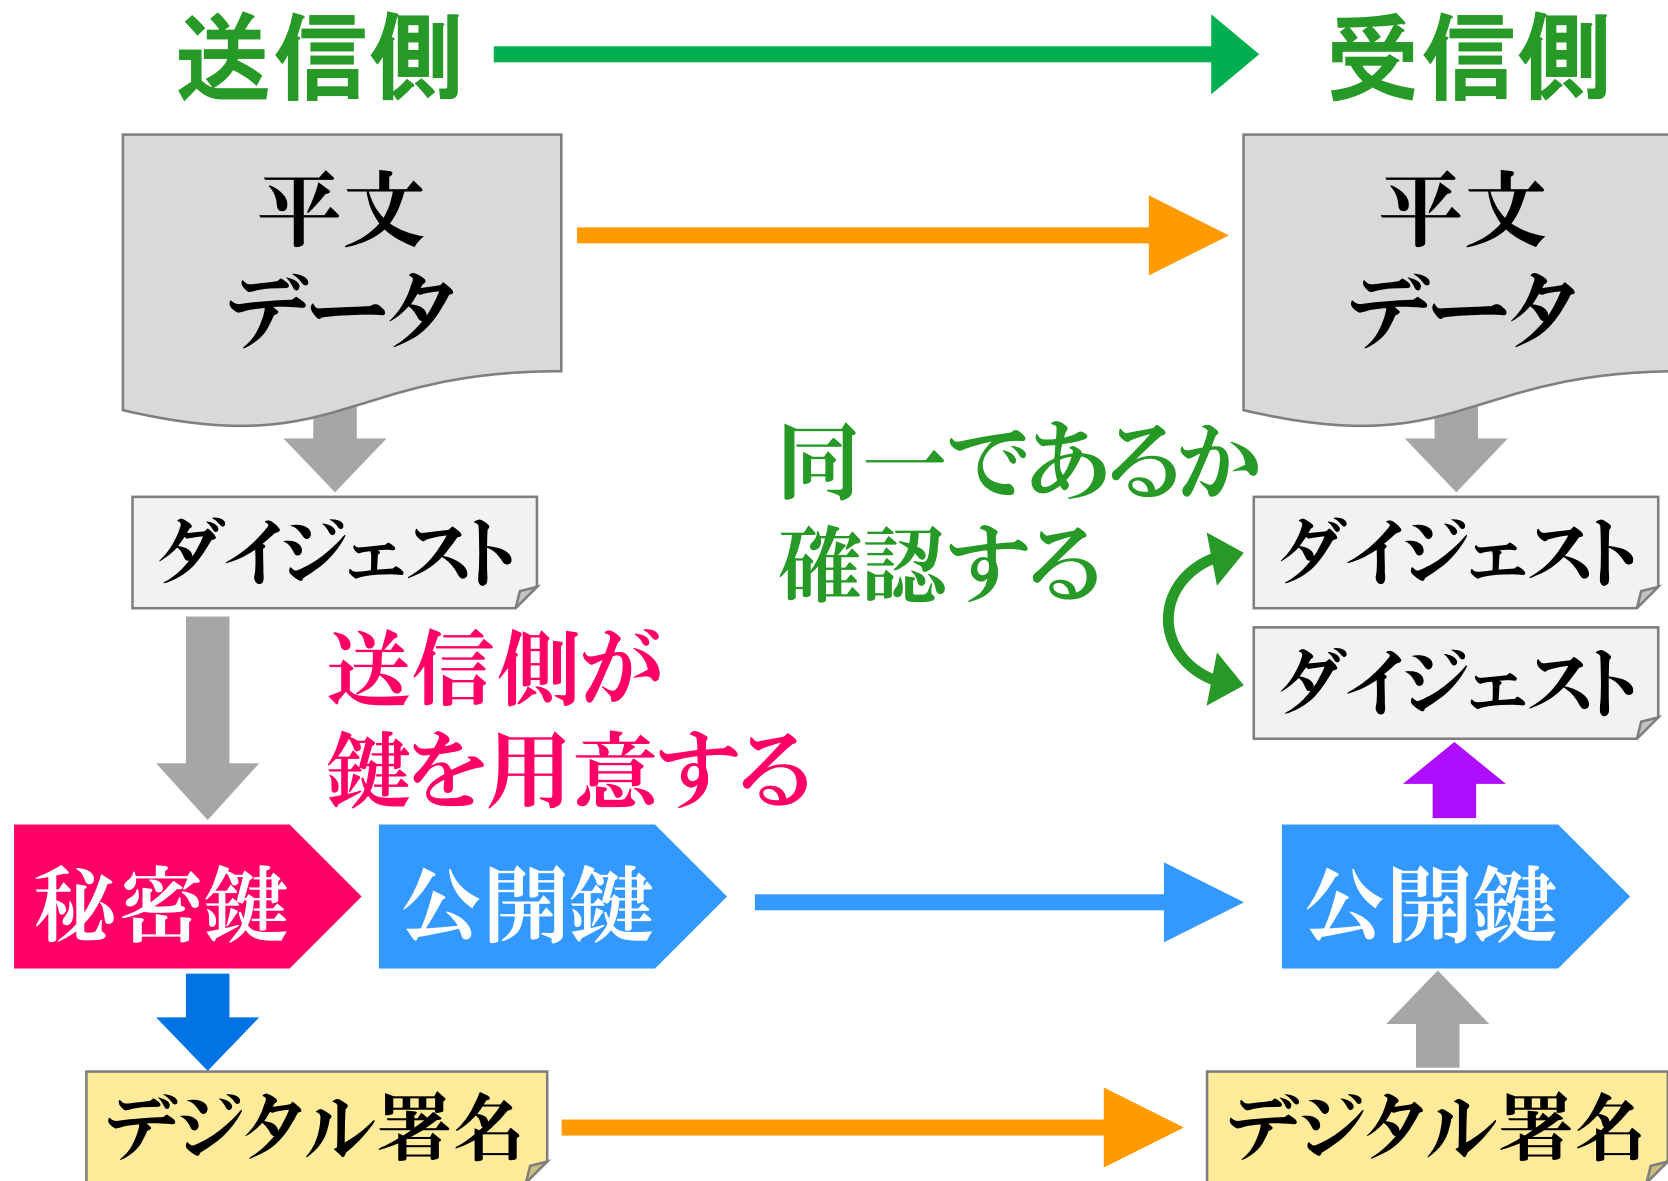 送信側
受信側
平文
データ
平文
データ
同一であるか
確認する
ダイジェスト
ダイジェスト
ダイジェスト
送信側が
鍵を用意する
秘密鍵
公開鍵
公開鍵
デジタル署名
デジタル署名